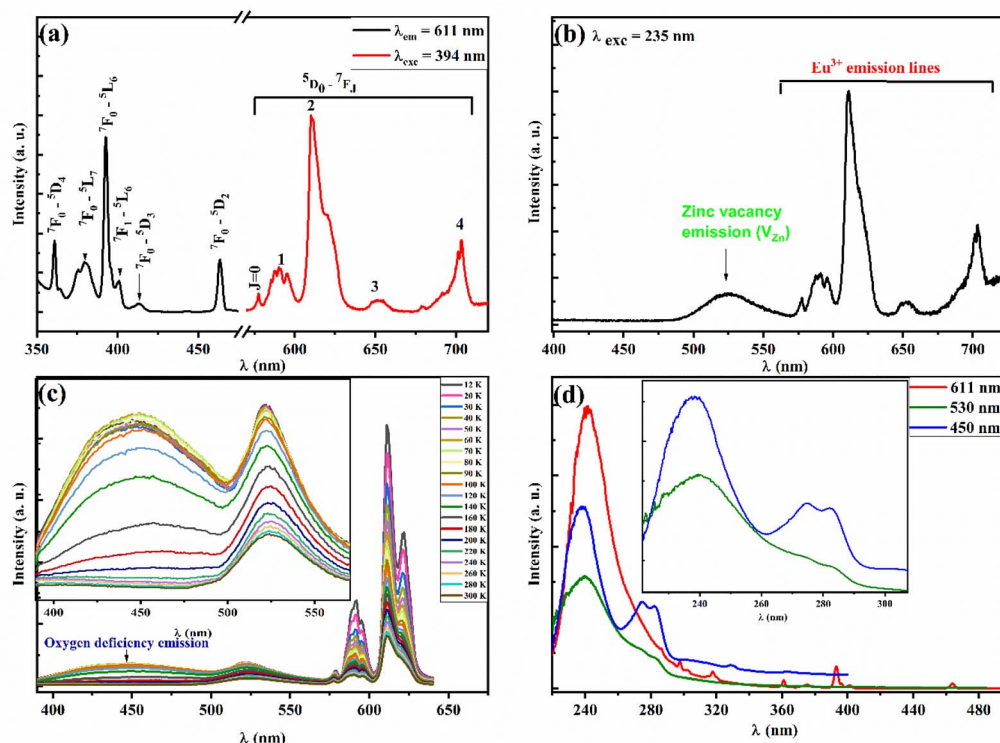 (a)
λem = 611 nm
λexc = 394 nm
⁵D₀ - ⁷F_J
⁷F₀ - ⁵D₄
⁷F₀ - ⁵L₇
⁷F₀ - ⁵L₆
⁷F₁ - ⁵L₆
⁷F₀ - ⁵D₃
⁷F₀ - ⁵D₂
J=0
1
2
3
4
Intensity (a. u.)
350 400 450 600 650 700
λ (nm)
(b)
λ exc = 235 nm
Eu³⁺ emission lines
Zinc vacancy
emission (V_Zn)
Intensity (a. u.)
400 450 500 550 600 650 700
λ (nm)
(c)
12 K
20 K
30 K
40 K
50 K
60 K
70 K
80 K
90 K
100 K
120 K
140 K
160 K
180 K
200 K
220 K
240 K
260 K
280 K
300 K
400 450 500 550
λ (nm)
Oxygen deficiency emission
Intensity (a. u.)
400 450 500 550 600 650
λ (nm)
(d)
611 nm
530 nm
450 nm
240 260 280 300
λ (nm)
Intensity (a. u.)
240 280 320 360 400 440 480
λ (nm)